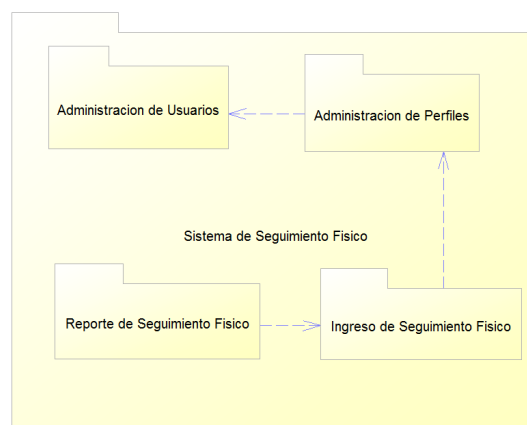 Administracion de Usuarios
Administracion de Perfiles
Sistema de Seguimiento Fisico
Reporte de Seguimiento Fisico
Ingreso de Seguimiento Fisico